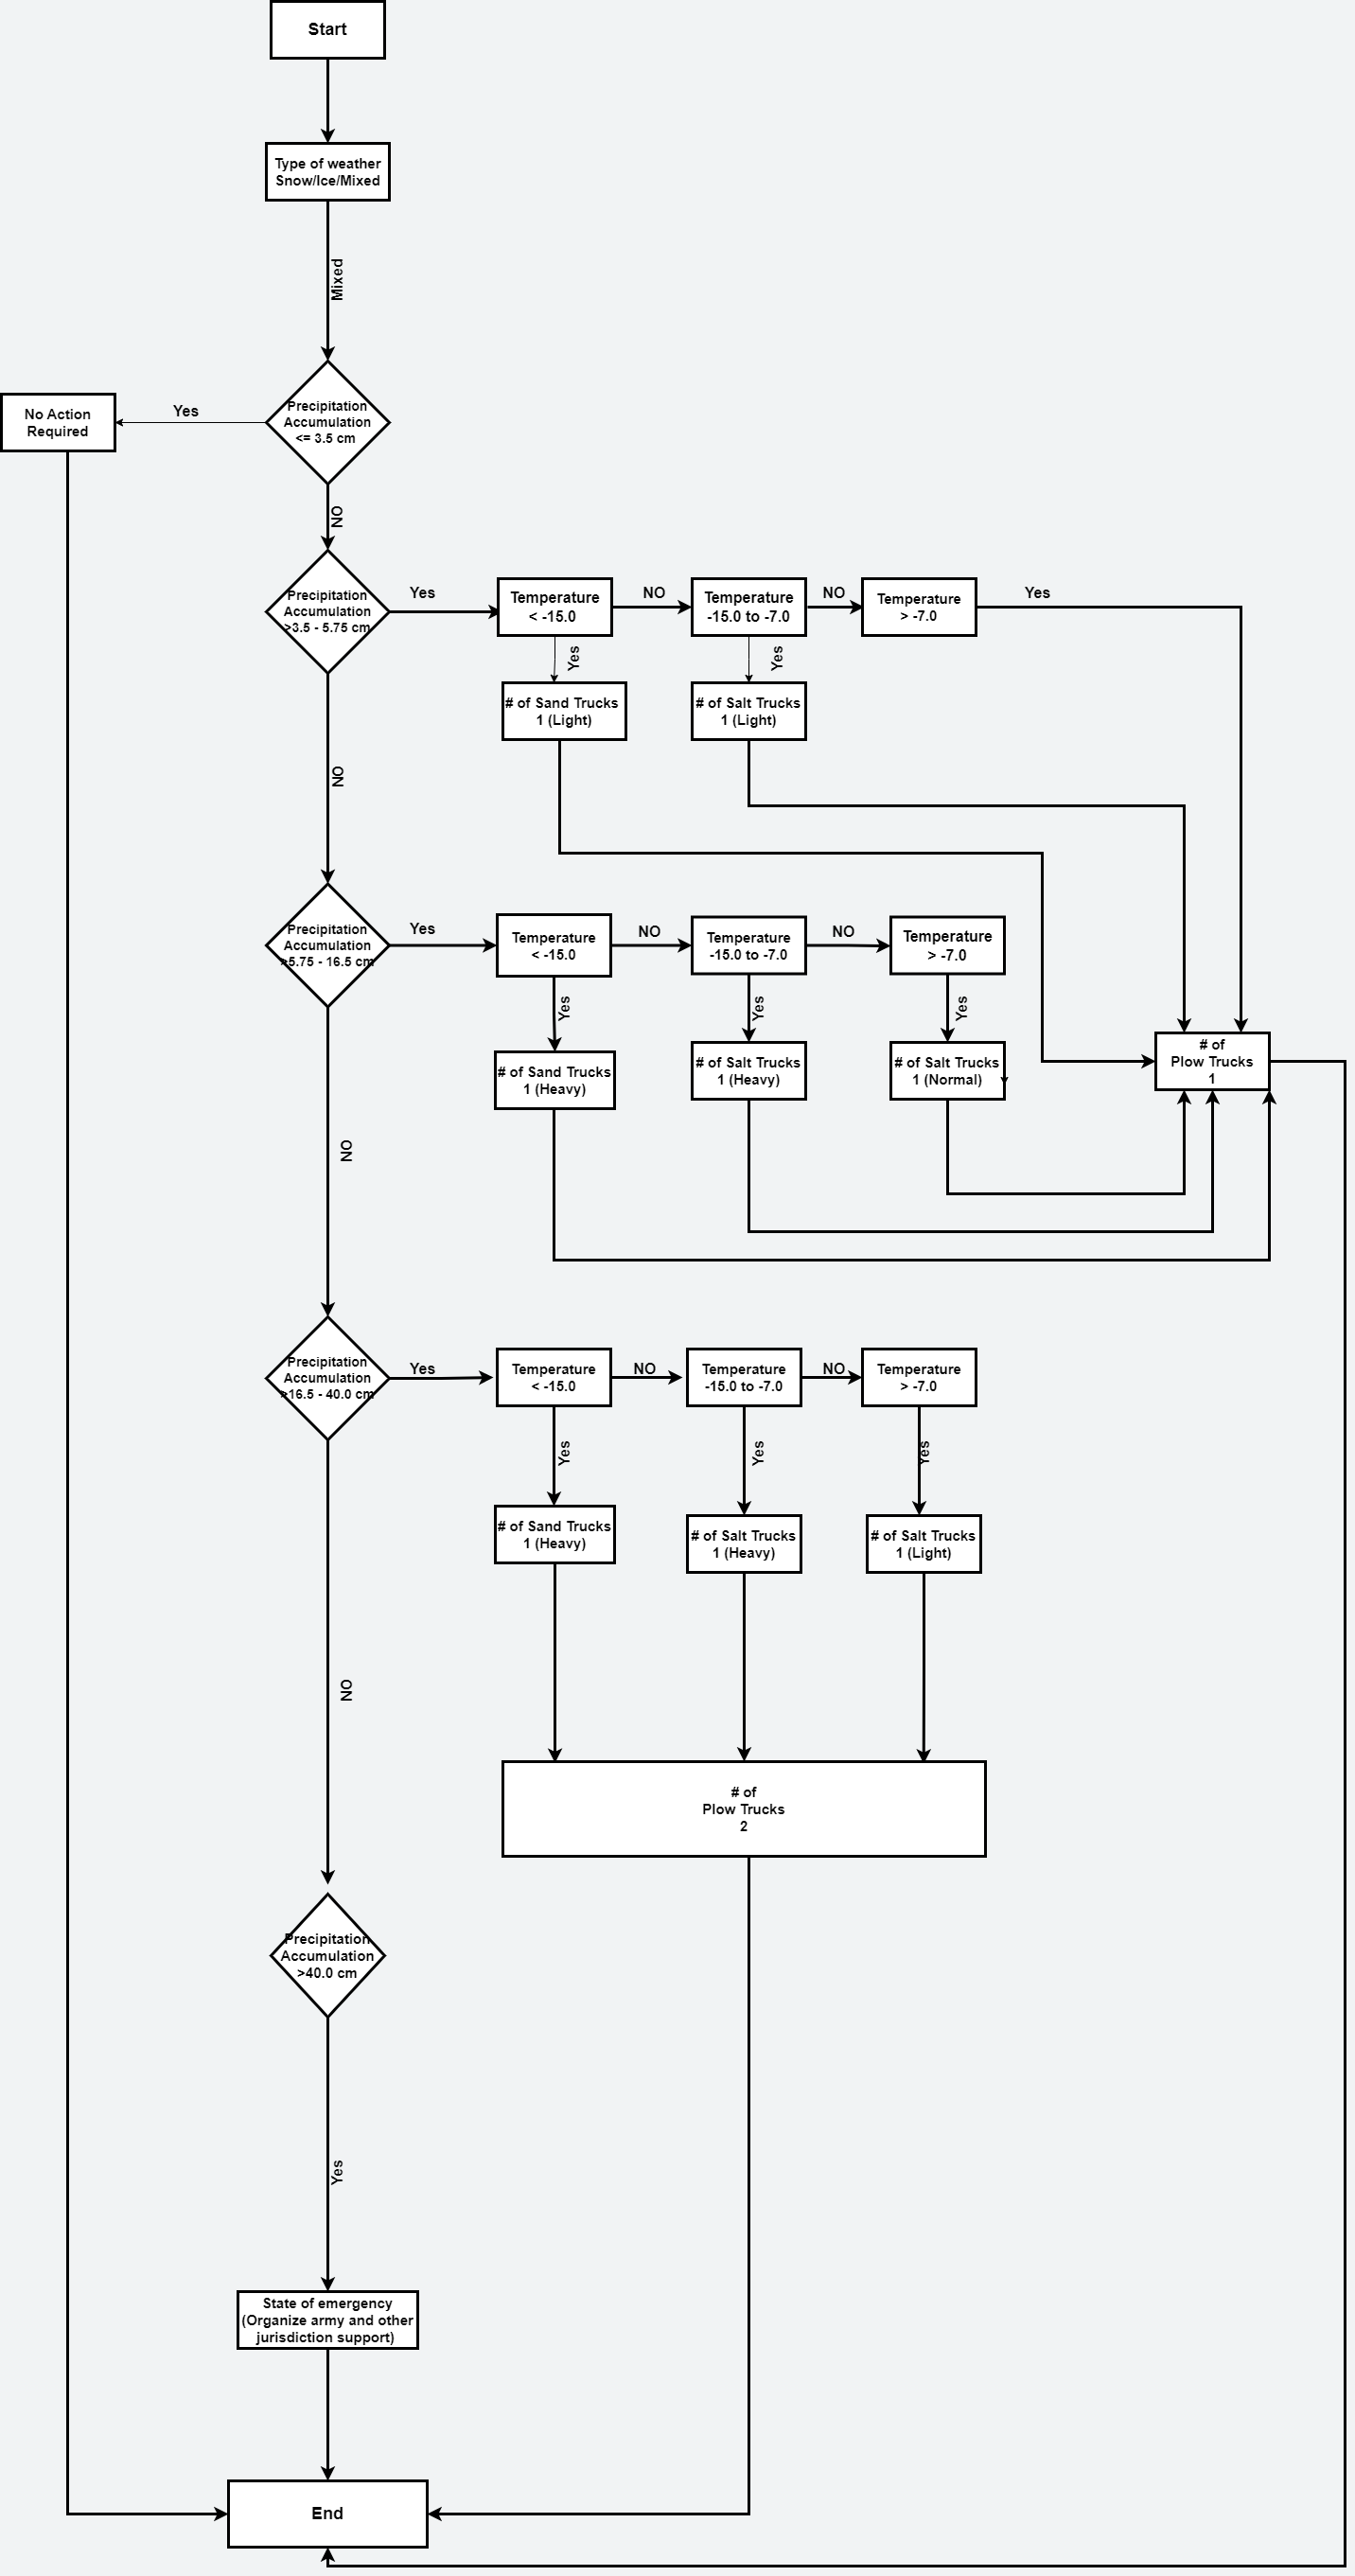 Start
Type of weather
Snow/Ice/Mixed
Mixed
Precipitation
Accumulation
<= 3.5 cm
Yes
No Action
Required
NO
Precipitation
Accumulation
>3.5 - 5.75 cm
Yes
Temperature
< -15.0
NO
Temperature
-15.0 to -7.0
NO
Temperature
> -7.0
Yes
Yes
Yes
# of Sand Trucks
1 (Light)
# of Salt Trucks
1 (Light)
NO
Precipitation
Accumulation
>5.75 - 16.5 cm
Yes
Temperature
< -15.0
NO
Temperature
-15.0 to -7.0
NO
Temperature
> -7.0
Yes
Yes
Yes
# of Sand Trucks
1 (Heavy)
# of Salt Trucks
1 (Heavy)
# of Salt Trucks
1 (Normal)
# of
Plow Trucks
1
NO
Precipitation
Accumulation
>16.5 - 40.0 cm
Yes
Temperature
< -15.0
NO
Temperature
-15.0 to -7.0
NO
Temperature
> -7.0
Yes
Yes
Yes
# of Sand Trucks
1 (Heavy)
# of Salt Trucks
1 (Heavy)
# of Salt Trucks
1 (Light)
NO
# of
Plow Trucks
2
Precipitation
Accumulation
>40.0 cm
Yes
State of emergency
(Organize army and other
jurisdiction support)
End